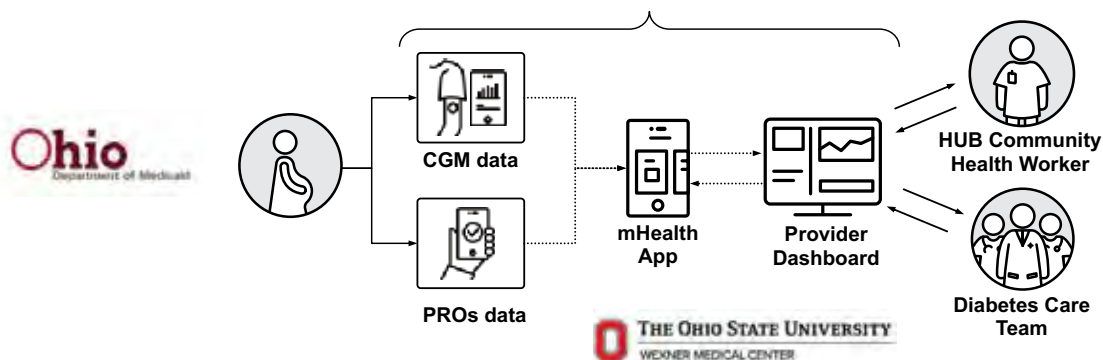 Ohio
Department of Medicaid
CGM data
PROs data
mHealth
App
Provider
Dashboard
HUB Community
Health Worker
Diabetes Care
Team
THE OHIO STATE UNIVERSITY
WEXNER MEDICAL CENTER